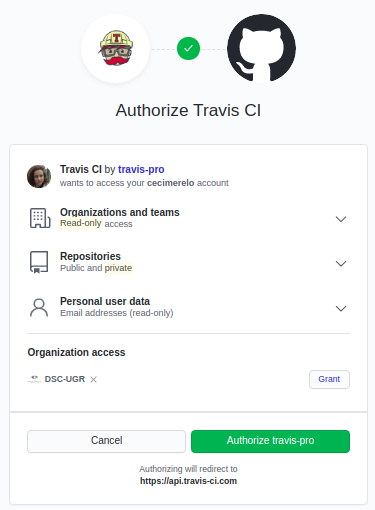 Authorize Travis CI
Travis CI by travis-pro
wants to access your cecimerelo account
Organizations and teams
Read-only access
Repositories
Public and private
Personal user data
Email addresses (read-only)
Organization access
DSC-UGR
Grant
Cancel
Authorize travis-pro
Authorizing will redirect to
https://api.travis-ci.com